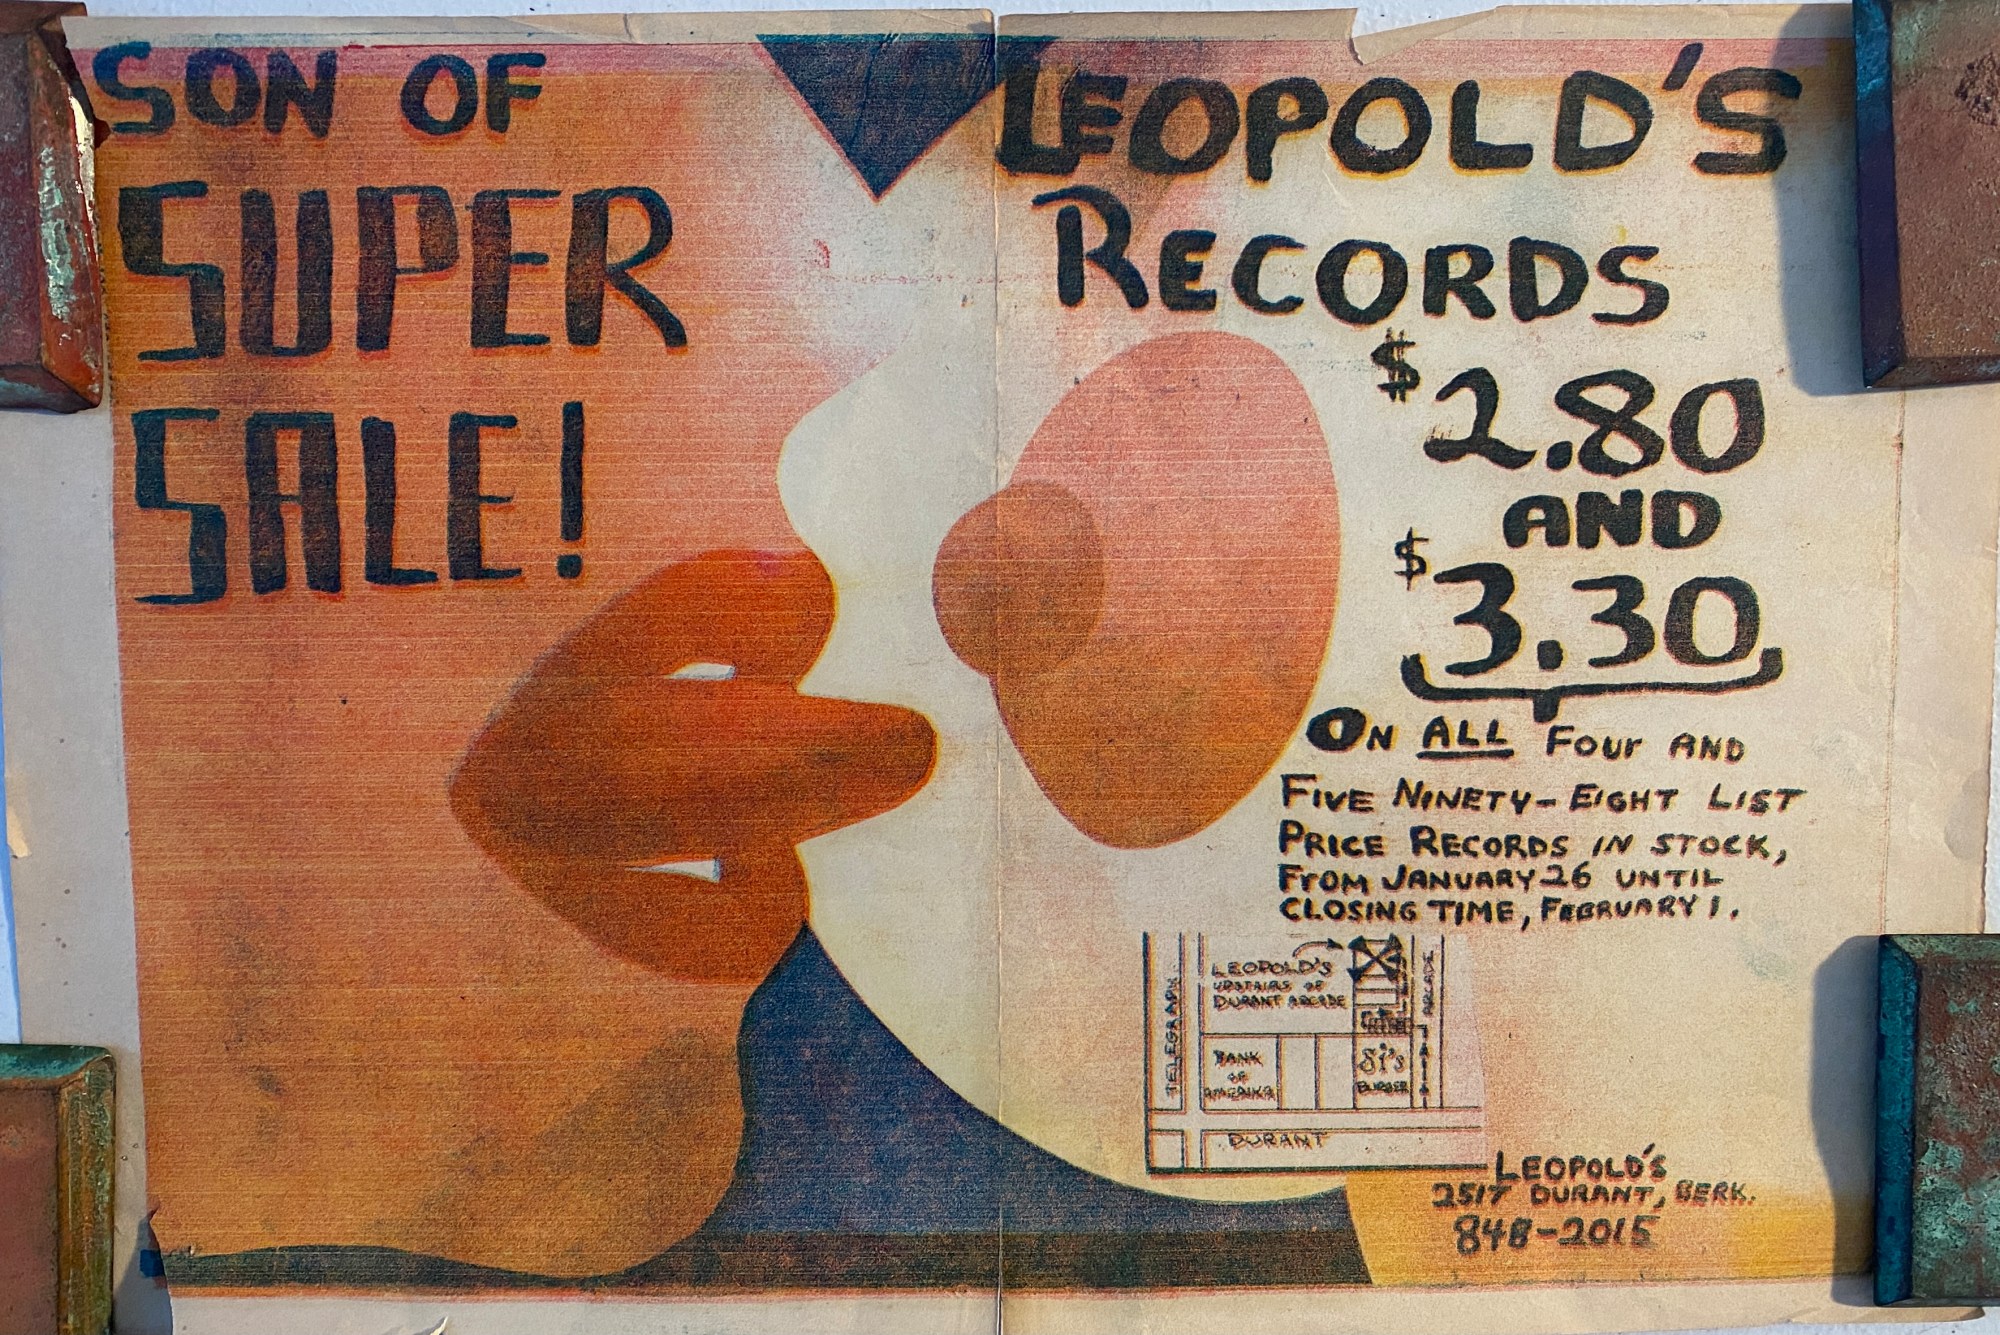 SON OF
SUPER
SALE!
LEOPOLD'S
RECORDS
$2.80
AND
$3.30
ON ALL FOUR AND
FIVE NINETY-EIGHT LIST
PRICE RECORDS IN STOCK,
FROM JANUARY 26 UNTIL
CLOSING TIME, FEBRUARY 1.
LEOPOLD'S
UPSTAIRS OF
DURANT ARCADE
ARCADE
TELEGRAPH
BANK
OF
AMERIKA
Si's
BURGER
DURANT
LEOPOLD'S
2517 DURANT, BERK.
848-2015